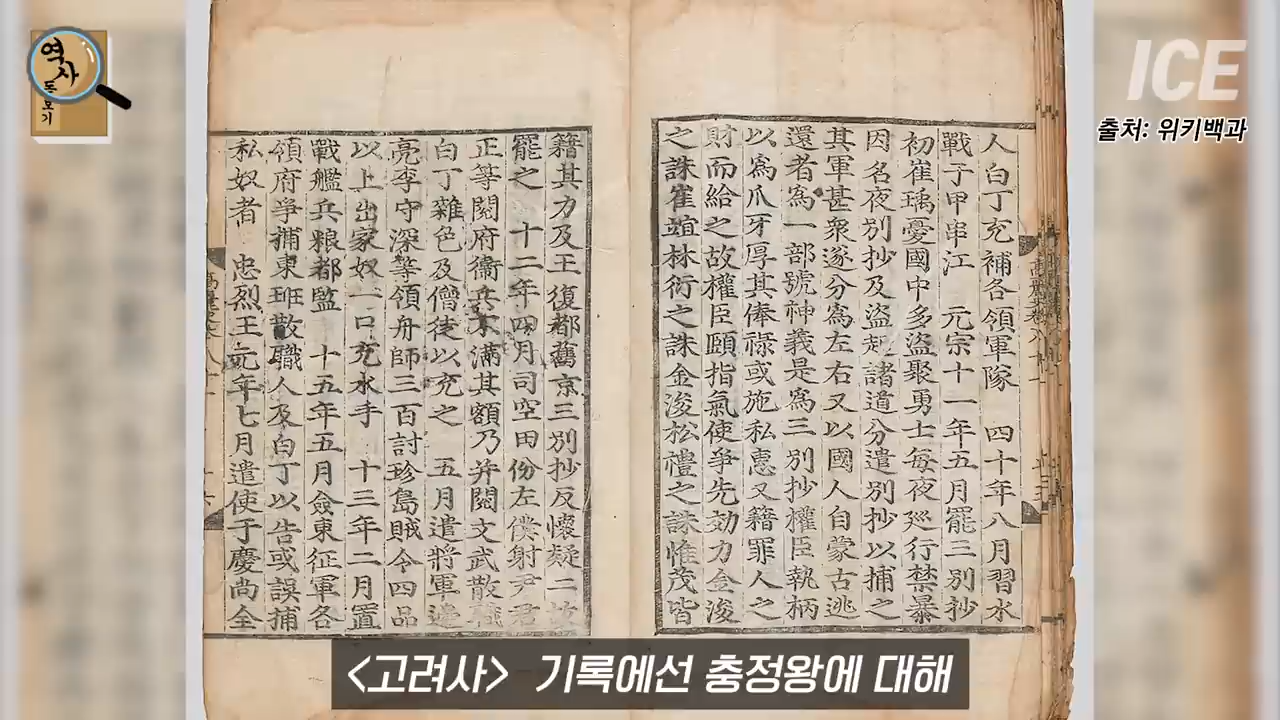 역사
돋보기
ICE
출처: 위키백과
人白丁充補各領軍隊 四十年八月習水
戰于甲串江 元宗十一年五月罷三別抄
初崔瑀憂國中多盜聚勇士每夜廵行禁暴
因名夜別抄及盜起諸道分遣別抄以捕之
其軍甚衆遂分爲左右又以國人自蒙古逃
還者爲一部號神義是爲三別抄權臣執柄
以爲爪牙厚其俸祿或施私惠又籍罪人之
財而給之故權臣頤指氣使爭先効力金浚
之誅崔竩林衍之誅金浚松禮之誅惟茂皆
籍其力及王復都舊京三別抄反懷疑二故
罷之 十二年四月司空田份左僕射尹君
正等閱府衛兵不滿其額乃幷閱文武散職
白丁雜色及僧徒以充之 五月遣將軍邊
亮李守深等領舟師三百討珍島賊令四品
以上出家奴一口充水手 十三年二月置
戰艦兵粮都監 十五年五月僉東征軍各
領府爭捕東班散職人及白丁以告或誤捕
私奴者 忠烈王元年七月遣使于慶尙全
<고려사> 기록에선 충정왕에 대해